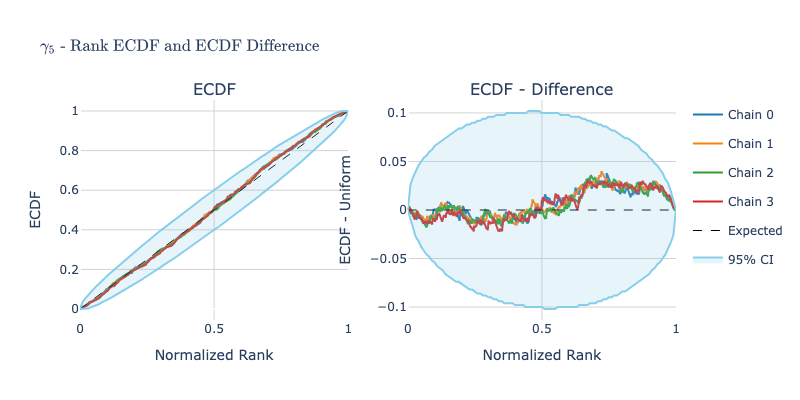 γ₅ - Rank ECDF and ECDF Difference
ECDF
ECDF
1
0.8
0.6
0.4
0.2
0
0
0.5
1
Normalized Rank
ECDF - Difference
ECDF - Uniform
0.1
0.05
0
−0.05
−0.1
0
0.5
1
Normalized Rank
Chain 0
Chain 1
Chain 2
Chain 3
Expected
95% CI